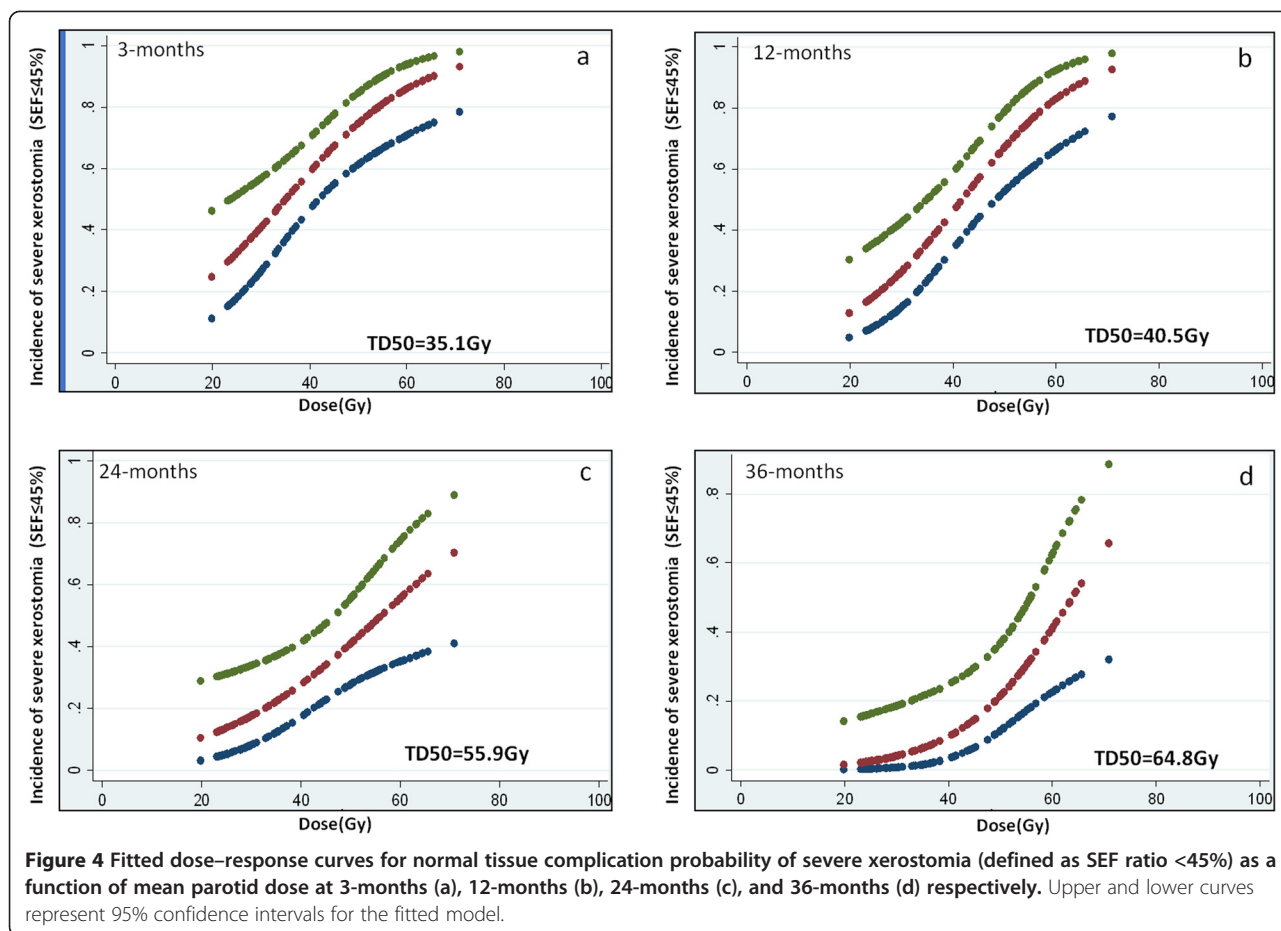 3-months
a
Incidence of severe xerostomia (SEF≤45%)
1
.8
.6
.4
.2
0
TD50=35.1Gy
0 20 40 60 80 100
Dose(Gy)
12-months
b
Incidence of severe xerostomia (SEF≤45%)
1
.8
.6
.4
.2
0
TD50=40.5Gy
0 20 40 60 80 100
Dose(Gy)
24-months
c
Incidence of severe xerostomia (SEF≤45%)
1
.8
.6
.4
.2
0
TD50=55.9Gy
0 20 40 60 80 100
Dose(Gy)
36-months
d
Incidence of severe xerostomia (SEF≤45%)
.8
.6
.4
.2
0
TD50=64.8Gy
0 20 40 60 80 100
Dose(Gy)
Figure 4 Fitted dose–response curves for normal tissue complication probability of severe xerostomia (defined as SEF ratio <45%) as a
function of mean parotid dose at 3-months (a), 12-months (b), 24-months (c), and 36-months (d) respectively. Upper and lower curves
represent 95% confidence intervals for the fitted model.